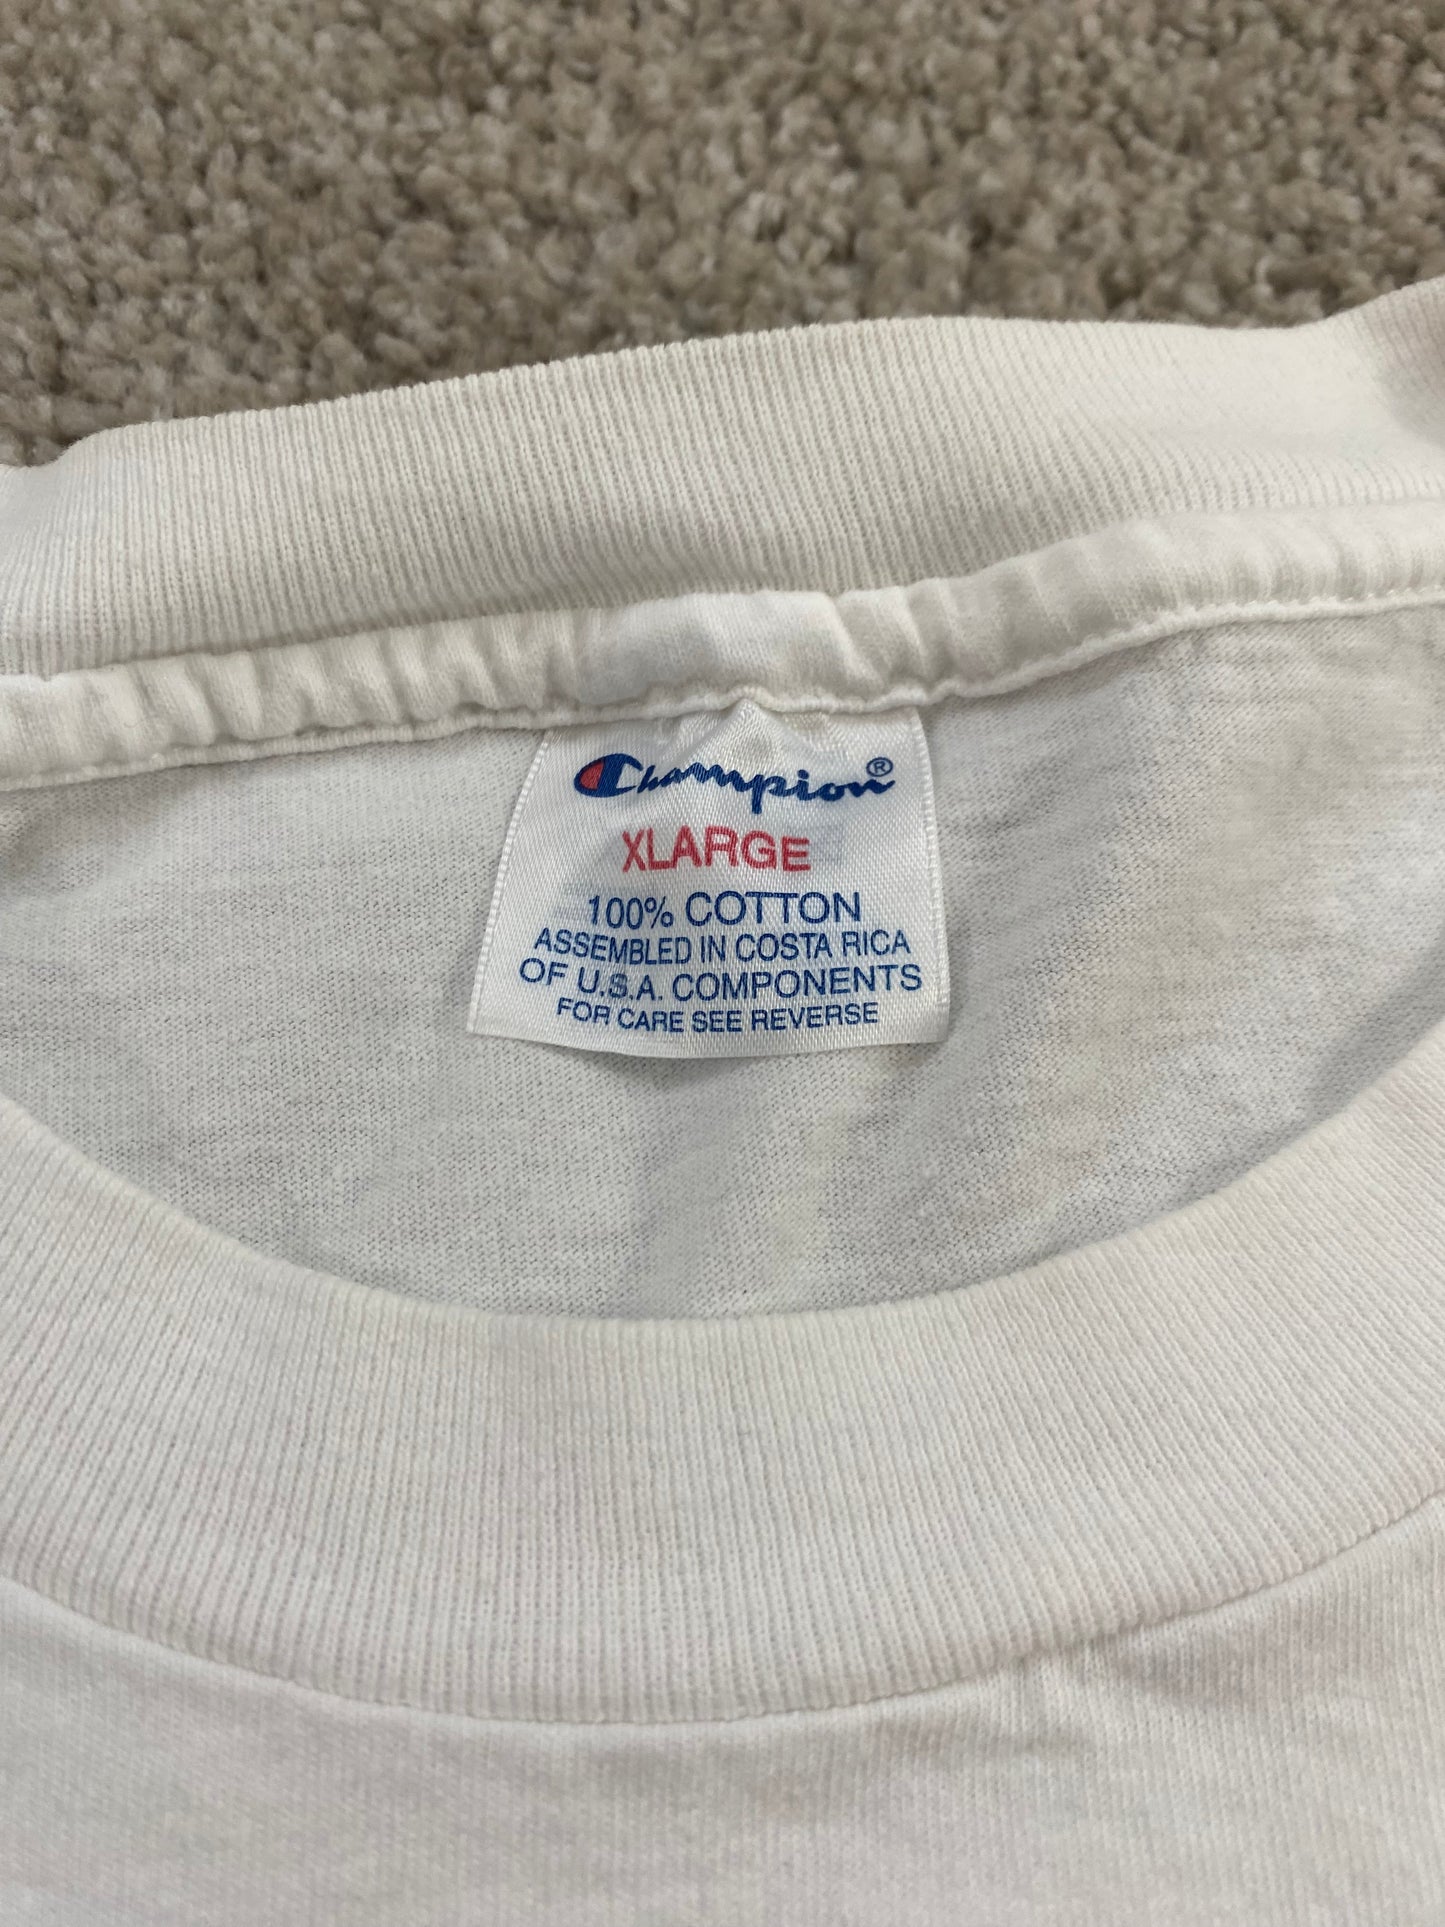 Champion®
XLARGE
100% COTTON
ASSEMBLED IN COSTA RICA
OF U.S.A. COMPONENTS
FOR CARE SEE REVERSE